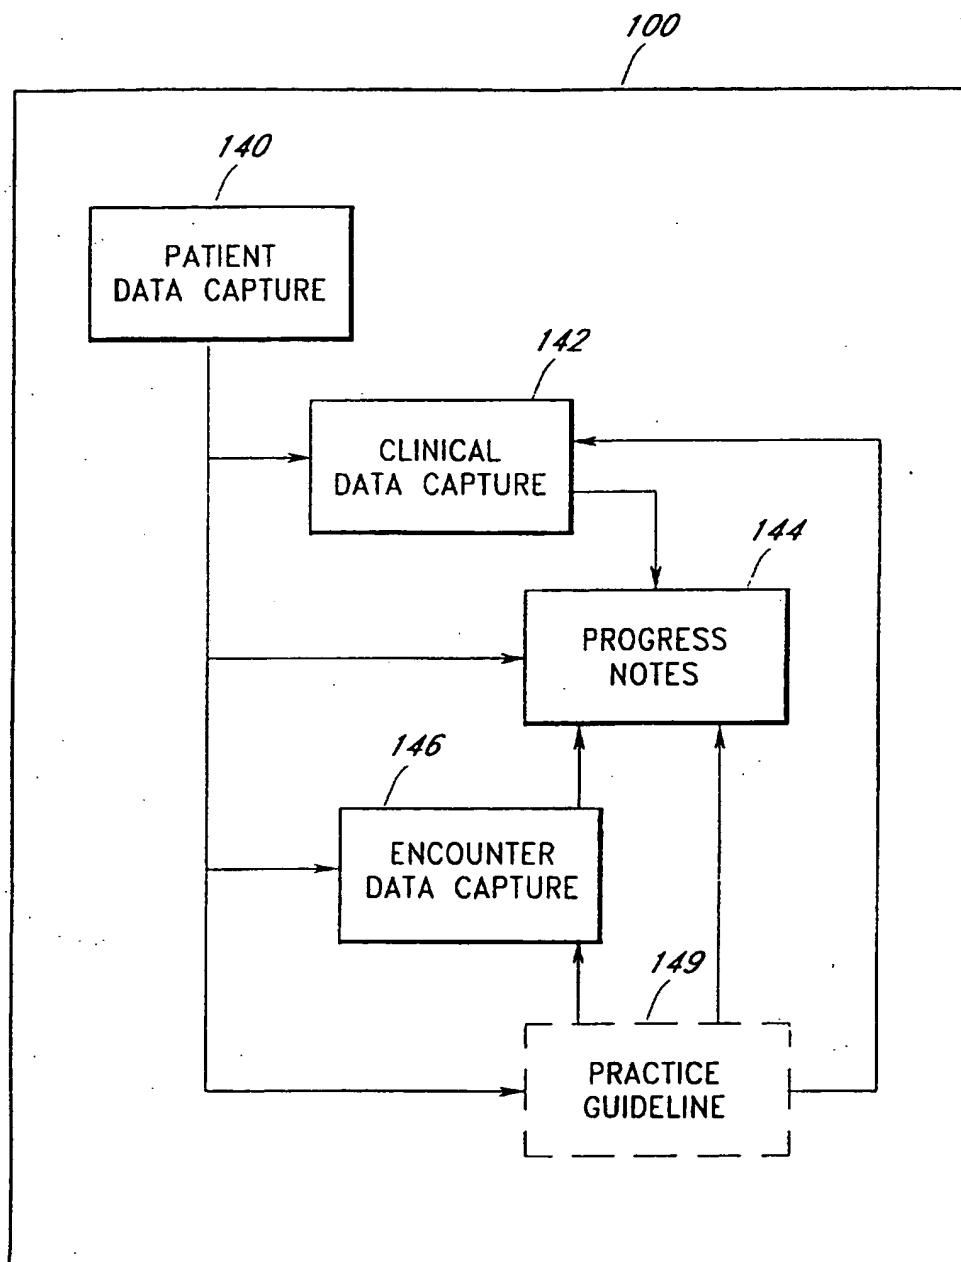 100
140
PATIENT
DATA CAPTURE
142
CLINICAL
DATA CAPTURE
144
PROGRESS
NOTES
146
ENCOUNTER
DATA CAPTURE
149
PRACTICE
GUIDELINE